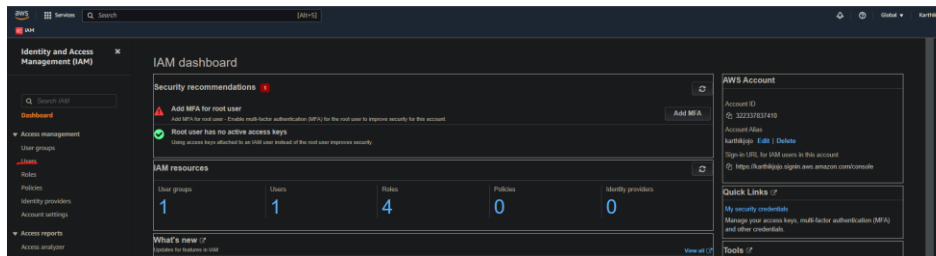 aws
Services
Search
[Alt+S]
Global
IAM
Identity and Access
Management (IAM)
Search IAM
Dashboard
Access management
User groups
Users
Roles
Policies
Identity providers
Account settings
Access reports
Access analyzer
IAM dashboard
Security recommendations 1
Add MFA for root user
Add MFA for root user - Enable multi-factor authentication (MFA) for the root user to improve security for this account.
Add MFA
Root user has no active access keys
Using access keys attached to an IAM user instead of the root user improves security.
IAM resources
User groups
1
Users
1
Roles
4
Policies
0
Identity providers
0
What's new
Updates for features in IAM
View all
AWS Account
Account ID
322337837410
Account Alias
karthikjojo Edit | Delete
Sign-in URL for IAM users in this account
https://karthikjojo.signin.aws.amazon.com/console
Quick Links
My security credentials
Manage your access keys, multi-factor authentication (MFA)
and other credentials.
Tools